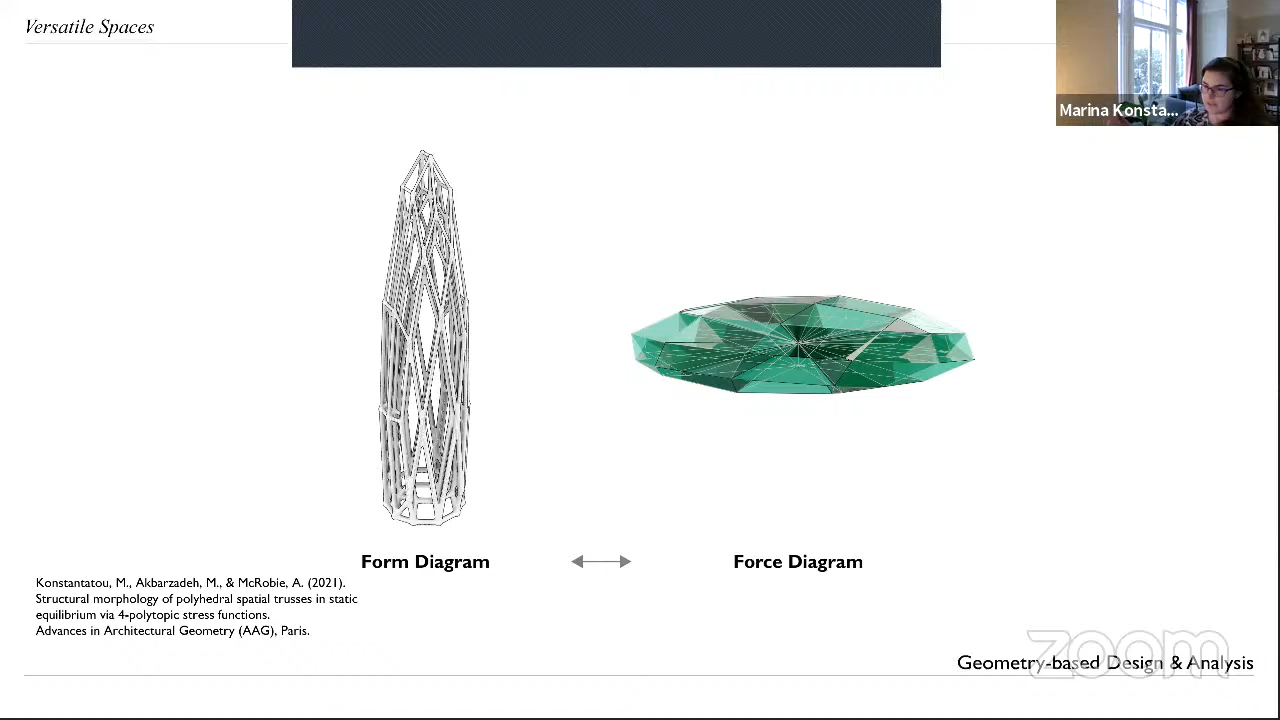 Versatile Spaces
Marina Konsta...
Form Diagram
Force Diagram
Konstantatou, M., Akbarzadeh, M., & McRobie, A. (2021).
Structural morphology of polyhedral spatial trusses in static
equilibrium via 4-polytopic stress functions.
Advances in Architectural Geometry (AAG), Paris.
zoom
Geometry-based Design & Analysis